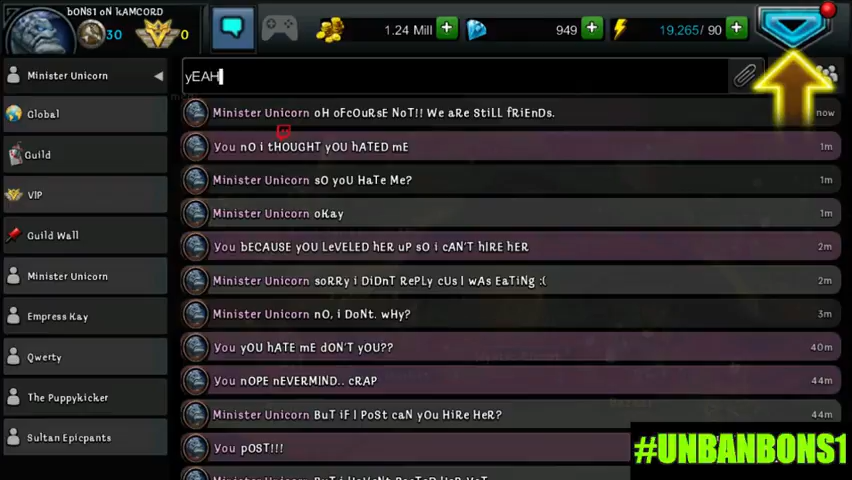 bONS1 oN kAMCORD
30
0
1.24 Mill
949
19,265/ 90
Minister Unicorn
yEAH
Global
Guild
VIP
Guild Wall
Minister Unicorn
Empress Kay
Qwerty
The Puppykicker
Sultan Epicpants
Minister Unicorn oH oFcOuRsE NoT!! We aRe StiLL fRiEnDs. now
You nO i tHOUGHT yOU hATED mE 1m
Minister Unicorn sO yoU HaTe Me? 1m
Minister Unicorn oKay 1m
You bECAUSE yOU LeVELED hER uP sO i cAN'T hIRE hER 2m
Minister Unicorn soRRy i DiDnT RePLy cUs I wAs EaTiNg :( 2m
Minister Unicorn nO, i DoNt. wHy? 3m
You yOU hATE mE dON'T yOU?? 40m
You nOPE nEVERMIND.. cRAP 44m
Minister Unicorn BuT iF I PoSt caN yOu HiRe HeR? 44m
You pOST!!!
#UNBANBONS1